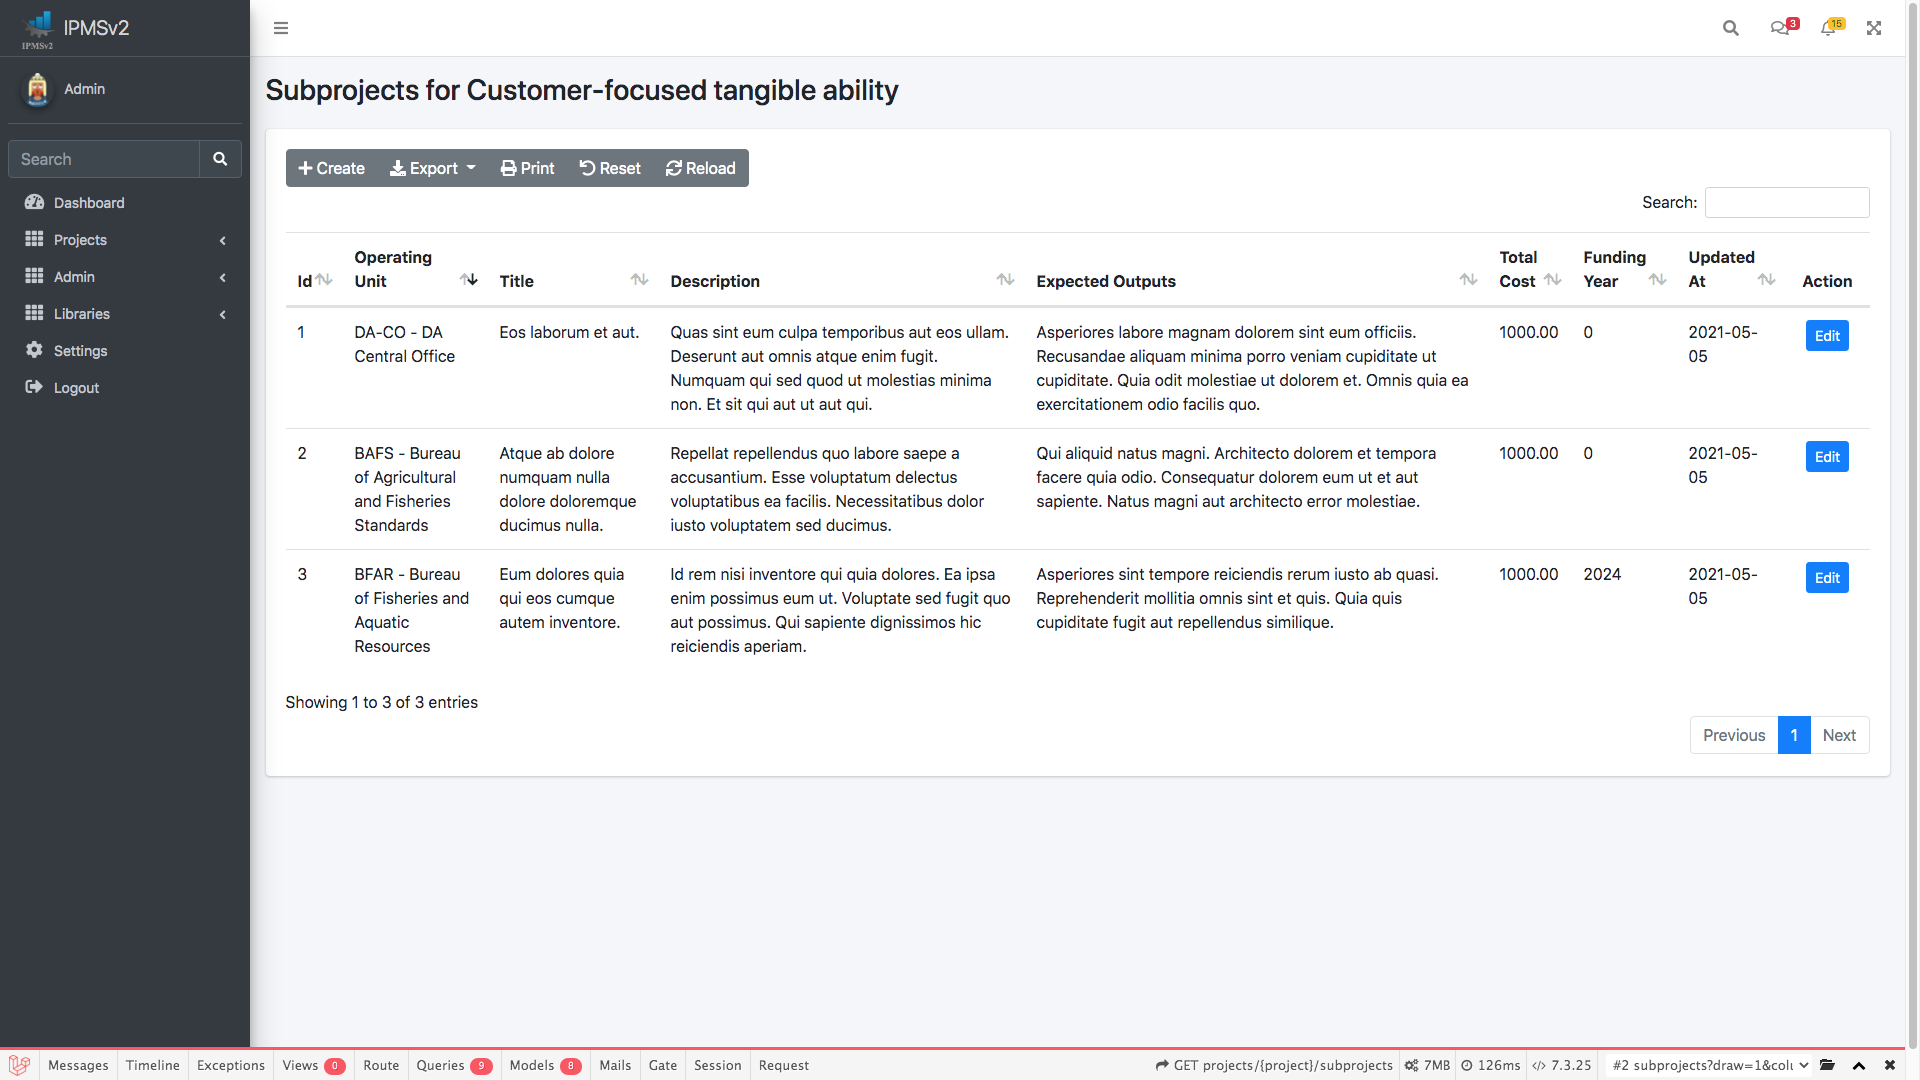 IPMSv2
IPMSv2
3
15
Admin
Subprojects for Customer-focused tangible ability
Search
Dashboard
Projects
Admin
Libraries
Settings
Logout
Create
Export
Print
Reset
Reload
Search:
Id
Operating
Unit
Title
Description
Expected Outputs
Total
Cost
Funding
Year
Updated
At
Action
1
DA-CO - DA
Central Office
Eos laborum et aut.
Quas sint eum culpa temporibus aut eos ullam.
Deserunt aut omnis atque enim fugit.
Numquam qui sed quod ut molestias minima
non. Et sit qui aut ut aut qui.
Asperiores labore magnam dolorem sint eum officiis.
Recusandae aliquam minima porro veniam cupiditate ut
cupiditate. Quia odit molestiae ut dolorem et. Omnis quia ea
exercitationem odio facilis quo.
1000.00
0
2021-05-
05
Edit
2
BAFS - Bureau
of Agricultural
and Fisheries
Standards
Atque ab dolore
numquam nulla
dolore doloremque
ducimus nulla.
Repellat repellendus quo labore saepe a
accusantium. Esse voluptatum delectus
voluptatibus ea facilis. Necessitatibus dolor
iusto voluptatem sed ducimus.
Qui aliquid natus magni. Architecto dolorem et tempora
facere quia odio. Consequatur dolorem eum ut et aut
sapiente. Natus magni aut architecto error molestiae.
1000.00
0
2021-05-
05
Edit
3
BFAR - Bureau
of Fisheries and
Aquatic
Resources
Eum dolores quia
qui eos cumque
autem inventore.
Id rem nisi inventore qui quia dolores. Ea ipsa
enim possimus eum ut. Voluptate sed fugit quo
aut possimus. Qui sapiente dignissimos hic
reiciendis aperiam.
Asperiores sint tempore reiciendis rerum iusto ab quasi.
Reprehenderit mollitia omnis sint et quis. Quia quis
cupiditate fugit aut repellendus similique.
1000.00
2024
2021-05-
05
Edit
Showing 1 to 3 of 3 entries
Previous
1
Next
Messages
Timeline
Exceptions
Views 0
Route
Queries 9
Models 8
Mails
Gate
Session
Request
GET projects/{project}/subprojects
7MB
126ms
7.3.25
#2 subprojects?draw=1&colu